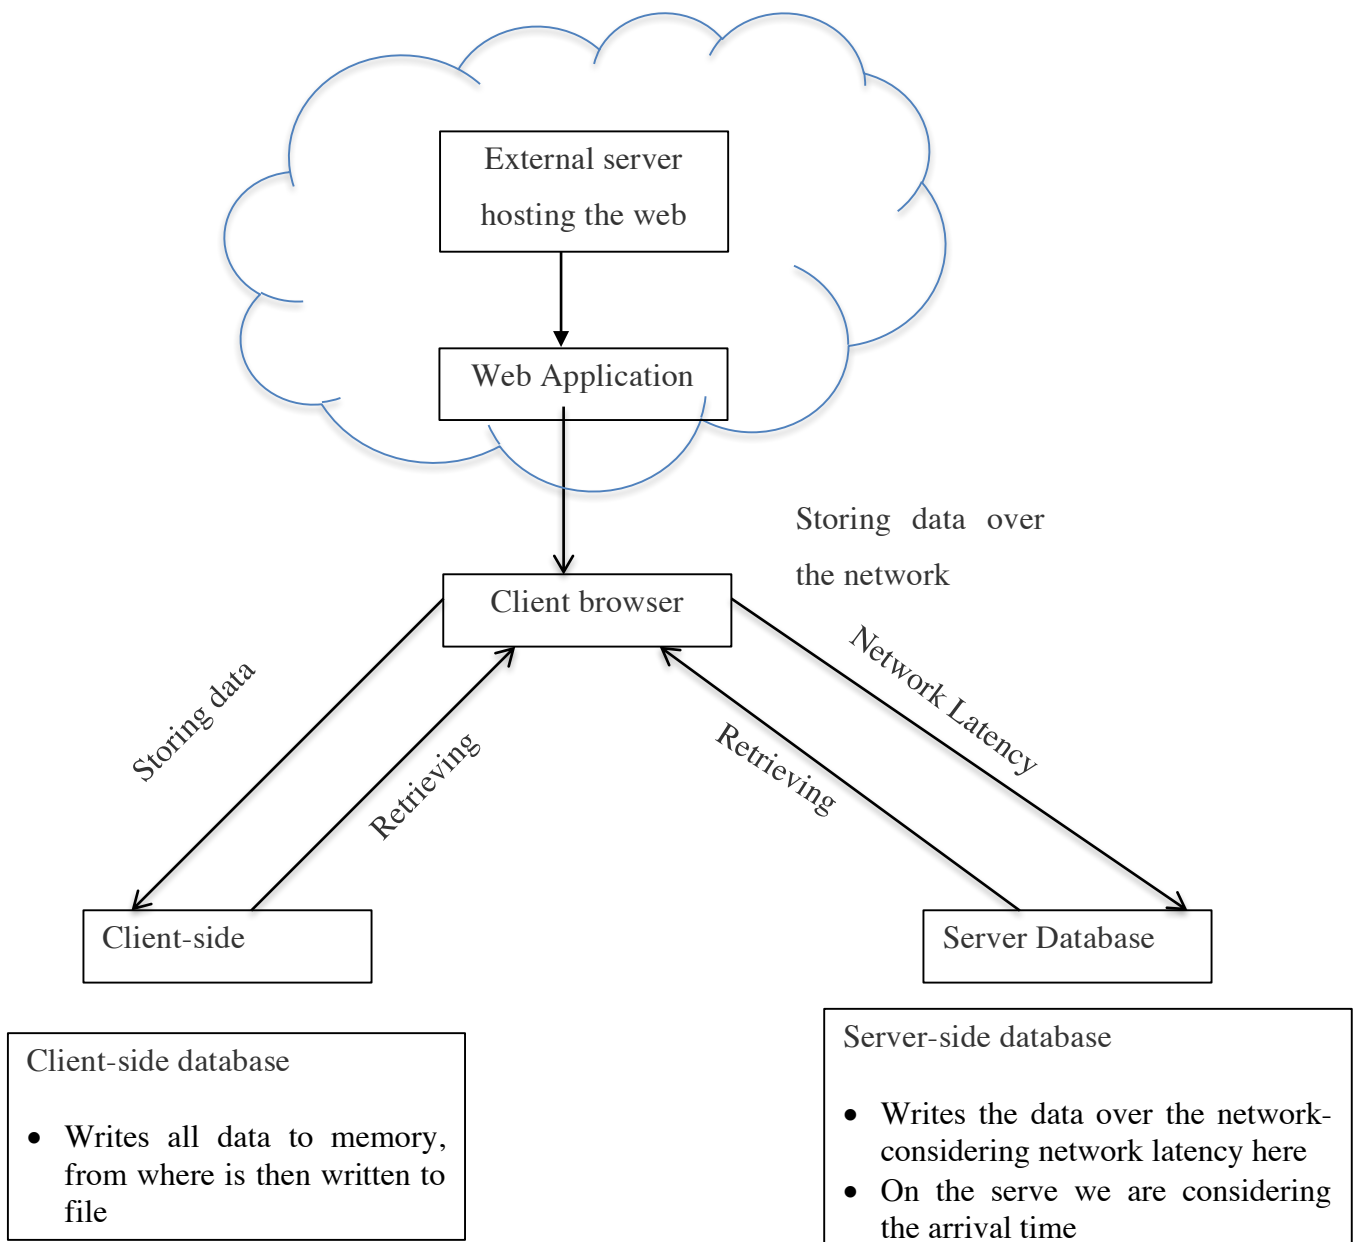 External server
hosting the web
Web Application
Storing data over
the network
Client browser
Network Latency
Storing data
Retrieving
Retrieving
Client-side
Server Database
Client-side database
• Writes all data to memory,
from where is then written to
file
Server-side database
• Writes the data over the network-
considering network latency here
• On the serve we are considering
the arrival time